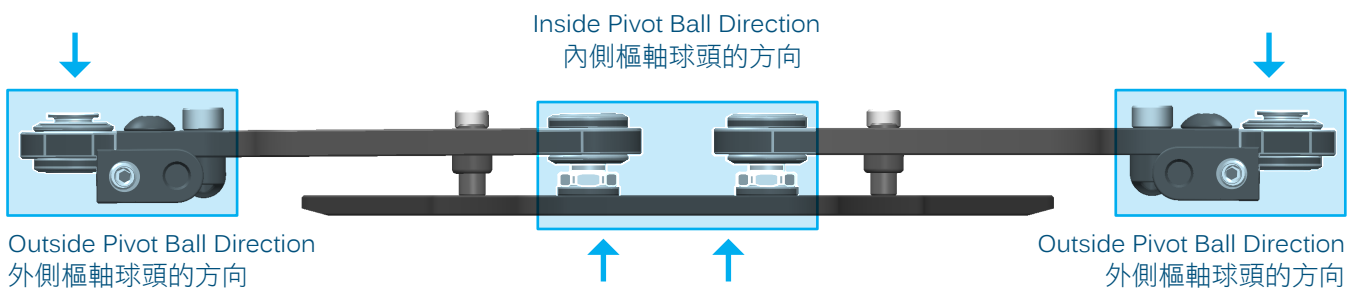 Inside Pivot Ball Direction
內側樞軸球頭的方向
Outside Pivot Ball Direction
外側樞軸球頭的方向
Outside Pivot Ball Direction
外側樞軸球頭的方向